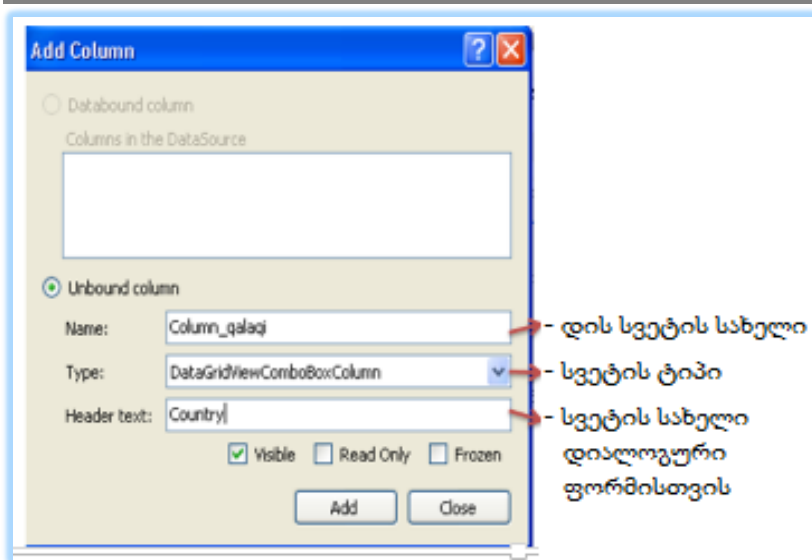 Add Column
Databound column
Columns in the DataSource
Unbound column
Name: Column_qalaqi - დის სვეტის სახელი
Type: DataGridViewComboBoxColumn - სვეტის ტიპი
Header text: Country - სვეტის სახელი
დიალოგური
ფორმისთვის
Visible Read Only Frozen
Add Close